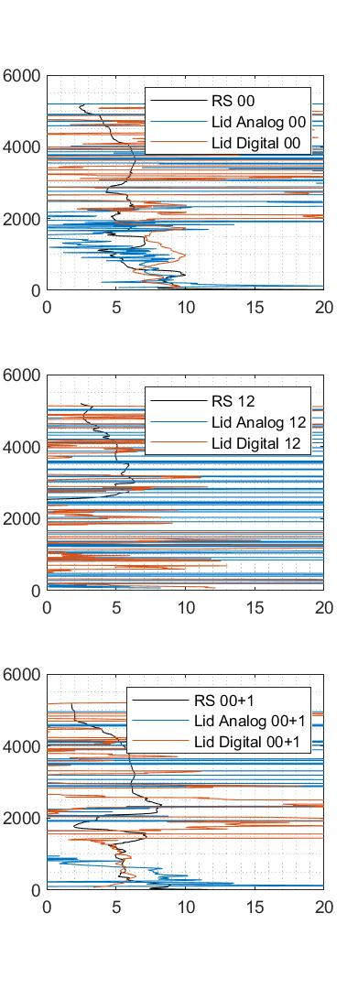 6000
RS 00
Lid Analog 00
Lid Digital 00
4000
2000
0
0 5 10 15 20
6000
RS 12
Lid Analog 12
Lid Digital 12
4000
2000
0
0 5 10 15 20
6000
RS 00+1
Lid Analog 00+1
Lid Digital 00+1
4000
2000
0
0 5 10 15 20